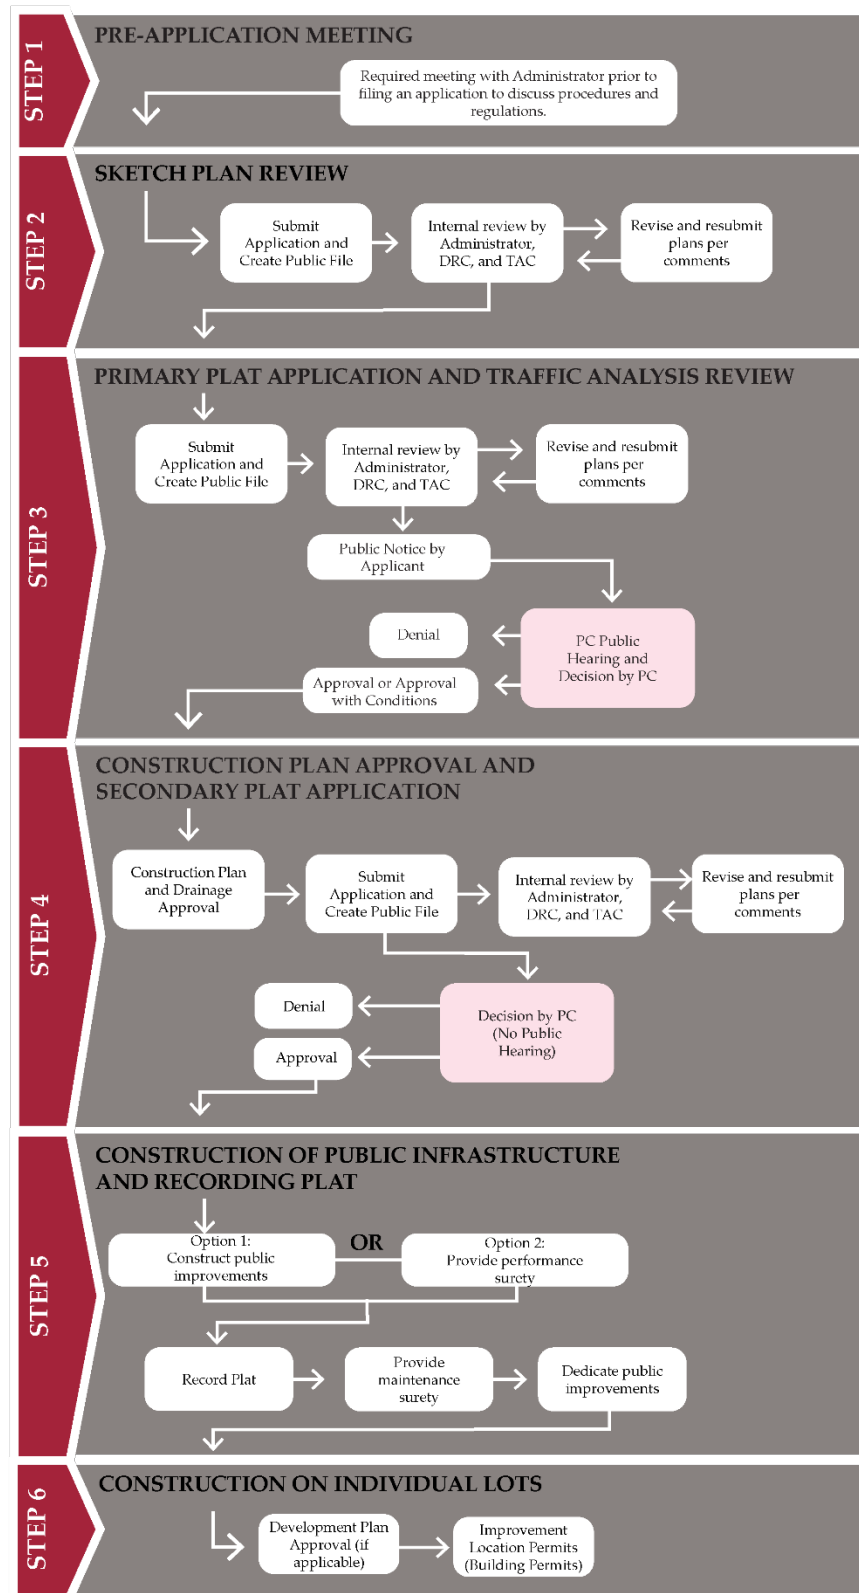 STEP 1
PRE-APPLICATION MEETING
Required meeting with Administrator prior to
filing an application to discuss procedures and
regulations.
STEP 2
SKETCH PLAN REVIEW
Submit
Application and
Create Public File
Internal review by
Administrator,
DRC, and TAC
Revise and resubmit
plans per
comments
STEP 3
PRIMARY PLAT APPLICATION AND TRAFFIC ANALYSIS REVIEW
Submit
Application and
Create Public File
Internal review by
Administrator,
DRC, and TAC
Revise and resubmit
plans per
comments
Public Notice by
Applicant
PC Public
Hearing and
Decision by PC
Denial
Approval or Approval
with Conditions
STEP 4
CONSTRUCTION PLAN APPROVAL AND
SECONDARY PLAT APPLICATION
Construction Plan
and Drainage
Approval
Submit
Application and
Create Public File
Internal review by
Administrator,
DRC, and TAC
Revise and resubmit
plans per
comments
Decision by PC
(No Public
Hearing)
Denial
Approval
STEP 5
CONSTRUCTION OF PUBLIC INFRASTRUCTURE
AND RECORDING PLAT
Option 1:
Construct public
improvements
OR
Option 2:
Provide performance
surety
Record Plat
Provide
maintenance
surety
Dedicate public
improvements
STEP 6
CONSTRUCTION ON INDIVIDUAL LOTS
Development Plan
Approval (if
applicable)
Improvement
Location Permits
(Building Permits)